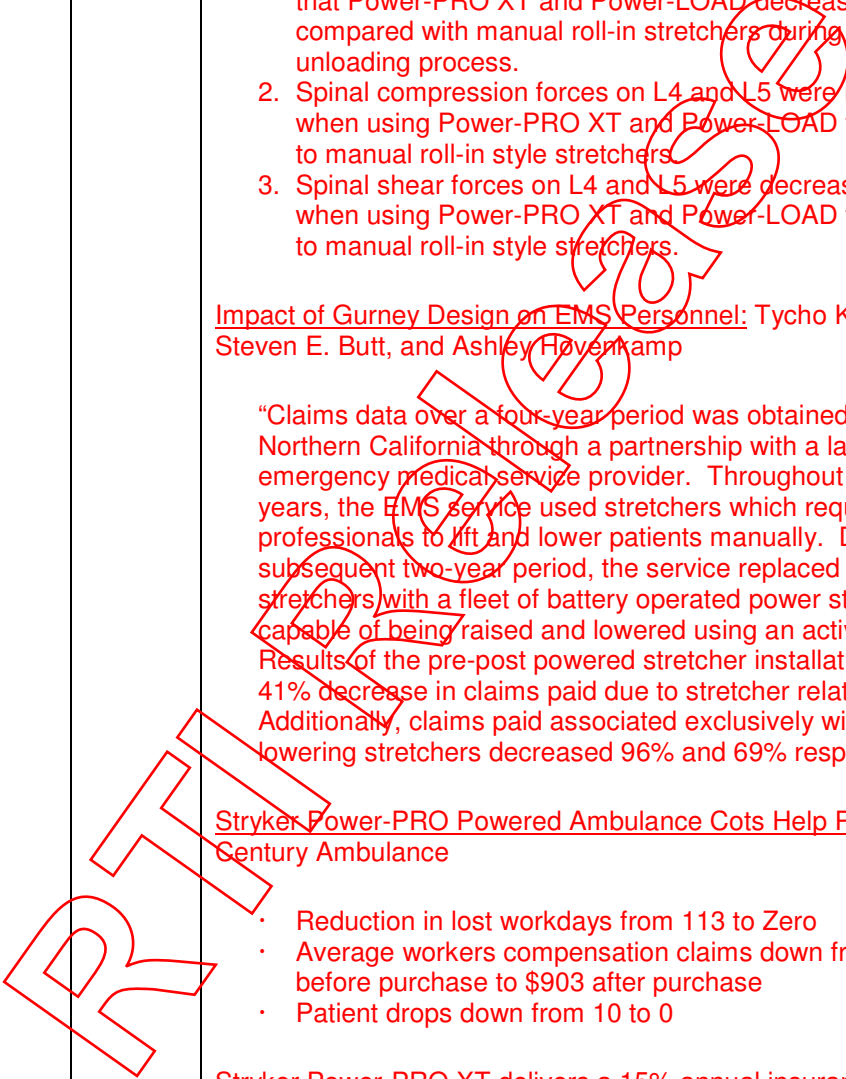 that Power-PRO XT and Power-LOAD decreas
compared with manual roll-in stretchers during
unloading process.
2. Spinal compression forces on L4 and L5 were
when using Power-PRO XT and Power-LOAD
to manual roll-in style stretchers.
3. Spinal shear forces on L4 and L5 were decreas
when using Power-PRO XT and Power-LOAD
to manual roll-in style stretchers.
Impact of Gurney Design on EMS Personnel: Tycho K
Steven E. Butt, and Ashley Hovenkamp
“Claims data over a four-year period was obtained
Northern California through a partnership with a la
emergency medical service provider. Throughout
years, the EMS service used stretchers which requ
professionals to lift and lower patients manually. D
subsequent two-year period, the service replaced
stretchers with a fleet of battery operated power st
capable of being raised and lowered using an activ
Results of the pre-post powered stretcher installat
41% decrease in claims paid due to stretcher relat
Additionally, claims paid associated exclusively wi
lowering stretchers decreased 96% and 69% resp
Stryker Power-PRO Powered Ambulance Cots Help R
Century Ambulance
· Reduction in lost workdays from 113 to Zero
· Average workers compensation claims down fr
before purchase to $903 after purchase
· Patient drops down from 10 to 0
Stryker Power-PRO XT delivers a 15% annual insuran
RTI Release